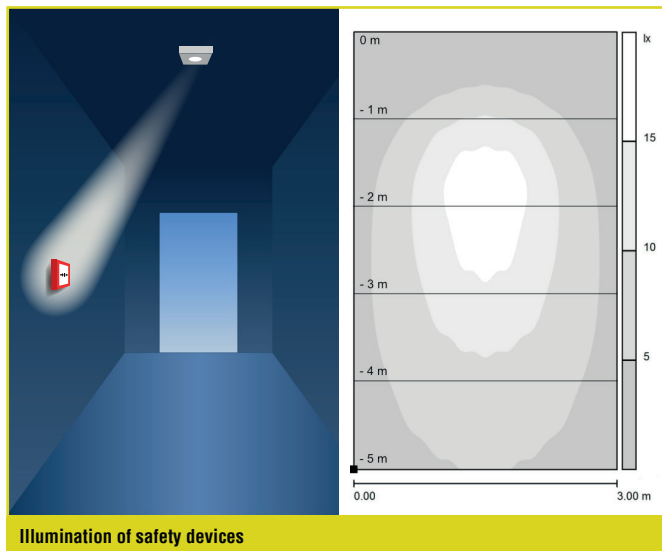 0 m
lx
- 1 m
15
- 2 m
10
- 3 m
5
- 4 m
- 5 m
0.00
3.00 m
Illumination of safety devices